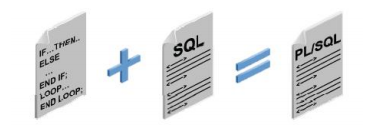 IF...THEN..
ELSE
...
END IF;
LOOP...
END LOOP;
+
SQL
=
PL/SQL